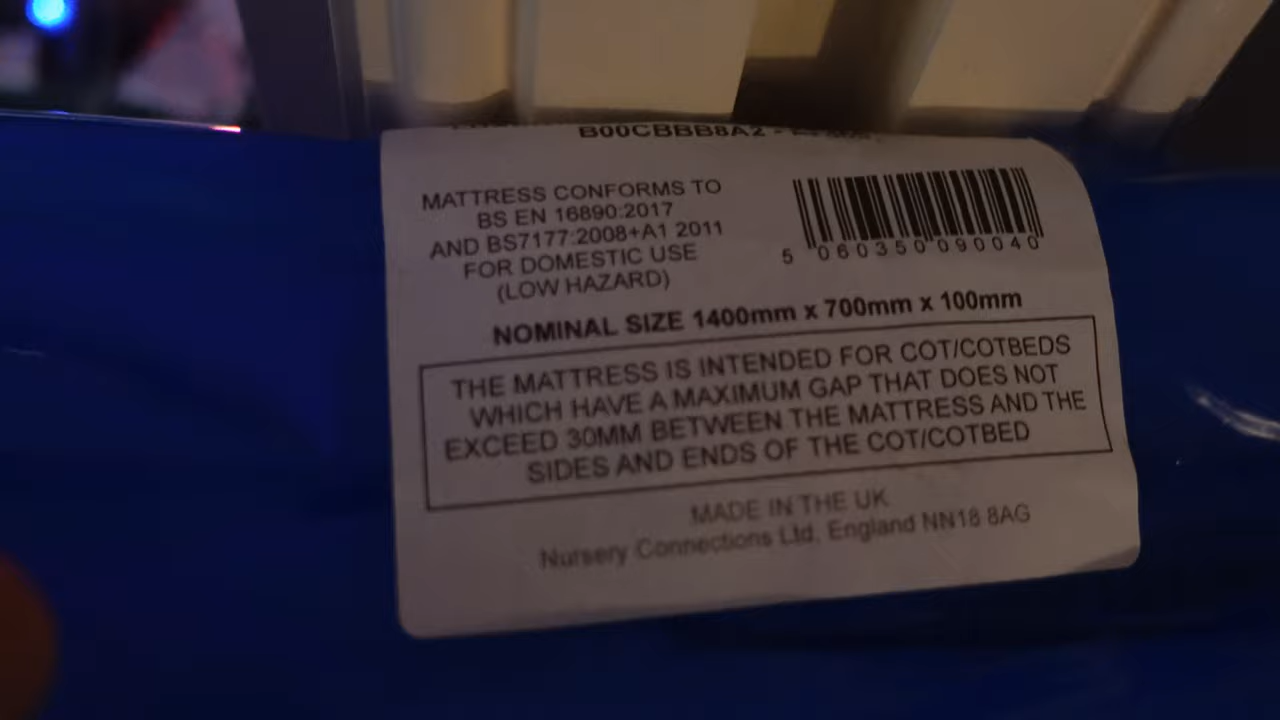 B00CBBB8A2 -
MATTRESS CONFORMS TO
BS EN 16890:2017
AND BS7177:2008+A1 2011
FOR DOMESTIC USE
(LOW HAZARD)
5 060350 090040
NOMINAL SIZE 1400mm x 700mm x 100mm
THE MATTRESS IS INTENDED FOR COT/COTBEDS
WHICH HAVE A MAXIMUM GAP THAT DOES NOT
EXCEED 30MM BETWEEN THE MATTRESS AND THE
SIDES AND ENDS OF THE COT/COTBED
MADE IN THE UK
Nursery Connections Ltd, England NN18 8AG